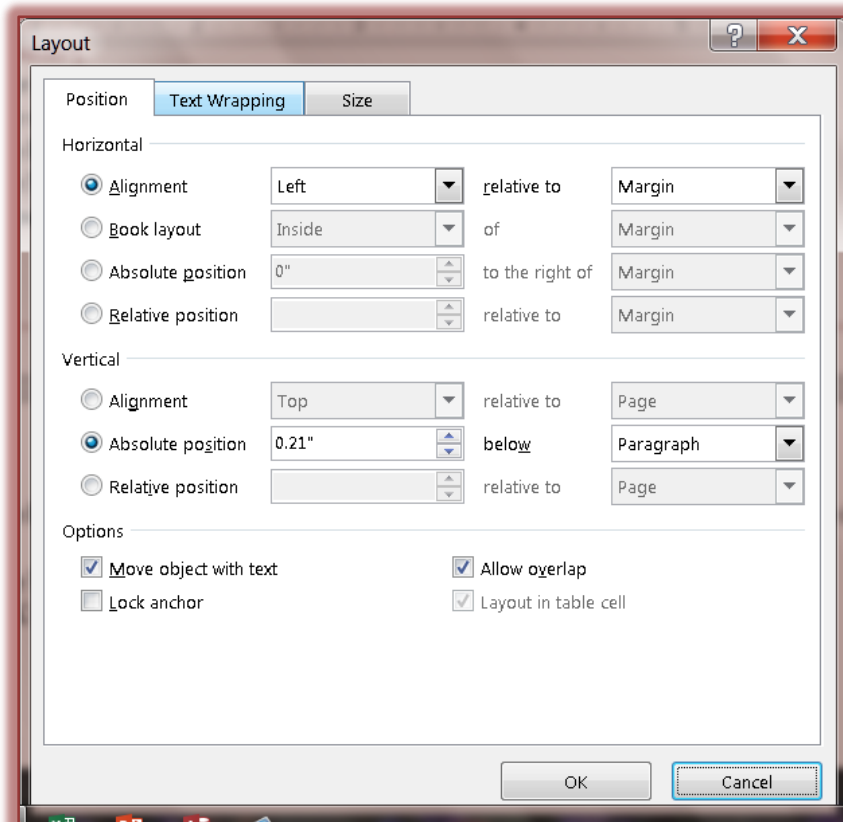 Layout
Position Text Wrapping Size
Horizontal
Alignment Left relative to Margin
Book layout Inside of Margin
Absolute position 0" to the right of Margin
Relative position relative to Margin
Vertical
Alignment Top relative to Page
Absolute position 0.21" below Paragraph
Relative position relative to Page
Options
Move object with text Allow overlap
Lock anchor Layout in table cell
OK Cancel